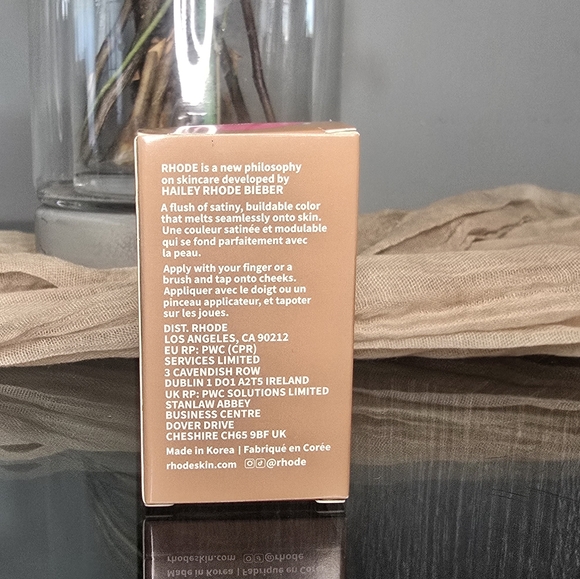 RHODE is a new philosophy
on skincare developed by
HAILEY RHODE BIEBER
A flush of satiny, buildable color
that melts seamlessly onto skin.
Une couleur satinée et modulable
qui se fond parfaitement avec
la peau.
Apply with your finger or a
brush and tap onto cheeks.
Appliquer avec le doigt ou un
pinceau applicateur, et tapoter
sur les joues.
DIST. RHODE
LOS ANGELES, CA 90212
EU RP: PWC (CPR)
SERVICES LIMITED
3 CAVENDISH ROW
DUBLIN 1 DO1 A2T5 IRELAND
UK RP: PWC SOLUTIONS LIMITED
STANLAW ABBEY
BUSINESS CENTRE
DOVER DRIVE
CHESHIRE CH65 9BF UK
Made in Korea | Fabriqué en Corée
rhodeskin.com @rhode